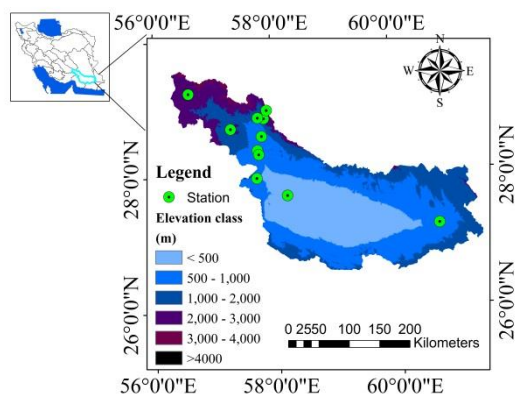 56°0'0"E 58°0'0"E 60°0'0"E
N
W E
S
28°0'0"N
28°0'0"N
26°0'0"N
26°0'0"N
Legend
Station
Elevation class
(m)
< 500
500 - 1,000
1,000 - 2,000
2,000 - 3,000
3,000 - 4,000
>4000
0 2550 100 150 200
Kilometers
56°0'0"E 58°0'0"E 60°0'0"E